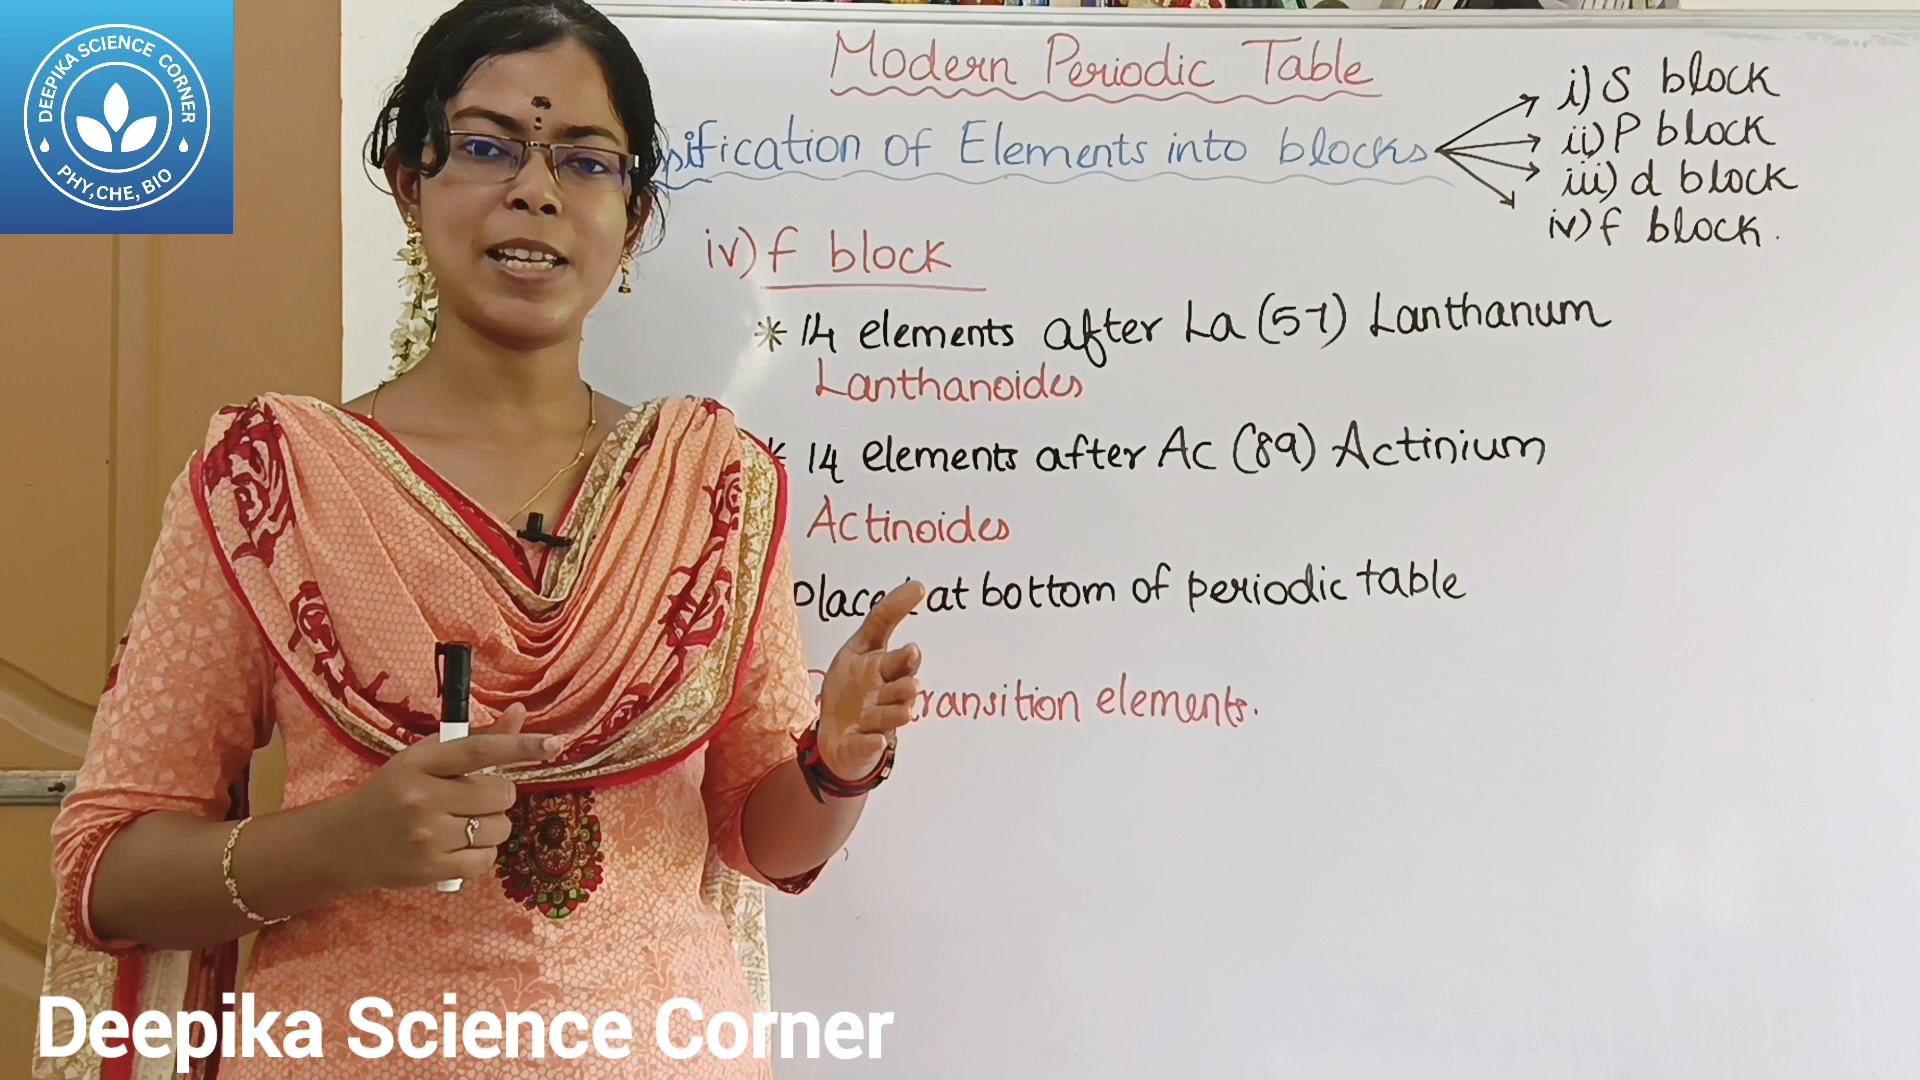 DEEPIKA SCIENCE CORNER
PHY, CHE, BIO
Modern Periodic Table
sification of Elements into blocks
i) S block
ii) P block
iii) d block
iv) f block.
iv) f block
* 14 elements after La (57) Lanthanum
Lanthanoides
* 14 elements after Ac (89) Actinium
Actinoides
Placed at bottom of periodic table
transition elements.
Deepika Science Corner